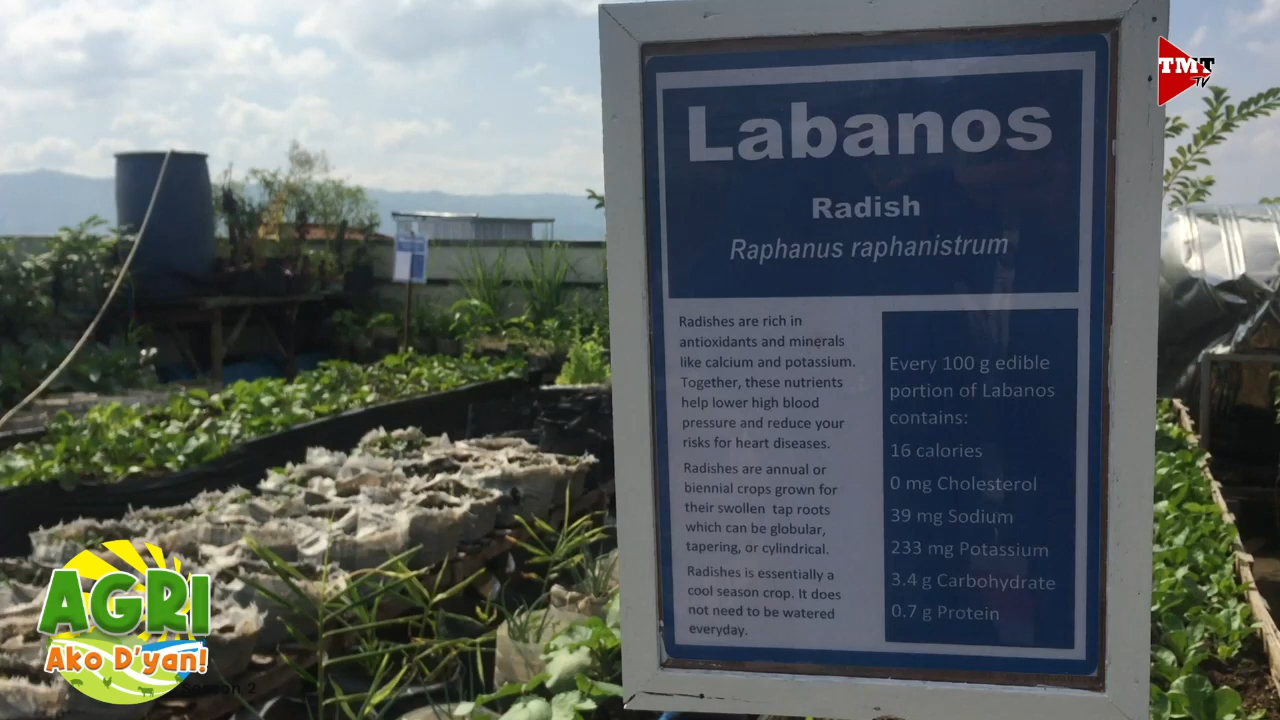 TMT
TV
Labanos
Radish
Raphanus raphanistrum
Radishes are rich in
antioxidants and minerals
like calcium and potassium.
Together, these nutrients
help lower high blood
pressure and reduce your
risks for heart diseases.
Radishes are annual or
biennial crops grown for
their swollen tap roots
which can be globular,
tapering, or cylindrical.
Radishes is essentially a
cool season crop. It does
not need to be watered
everyday.
Every 100 g edible
portion of Labanos
contains:
16 calories
0 mg Cholesterol
39 mg Sodium
233 mg Potassium
3.4 g Carbohydrate
0.7 g Protein
AGRI
Ako D'yan!
Season 2